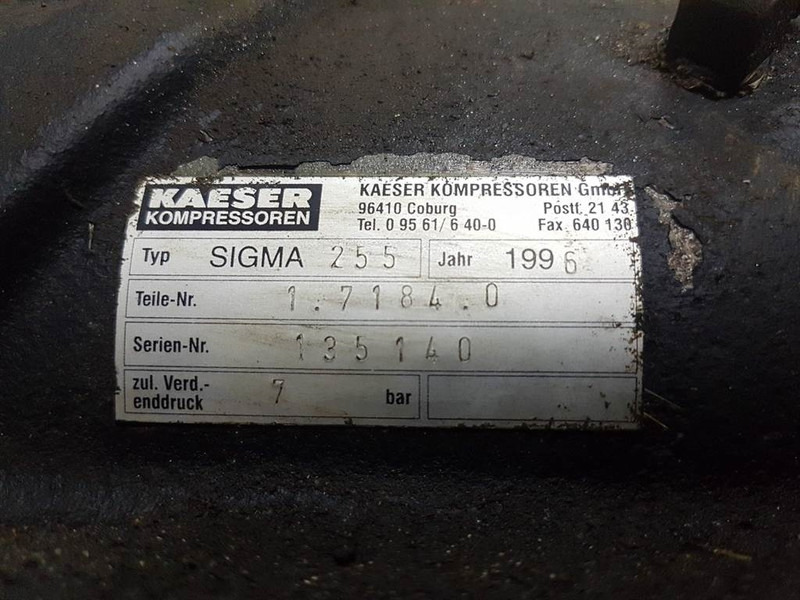 KAESER
KOMPRESSOREN
KAESER KOMPRESSOREN GmbH
96410 Coburg Postf. 21 43
Tel. 0 95 61/ 6 40-0 Fax 640 130
Typ SIGMA 255 Jahr 1996
Teile-Nr. 1.7184.0
Serien-Nr. 135140
zul. Verd.-
enddruck 7 bar